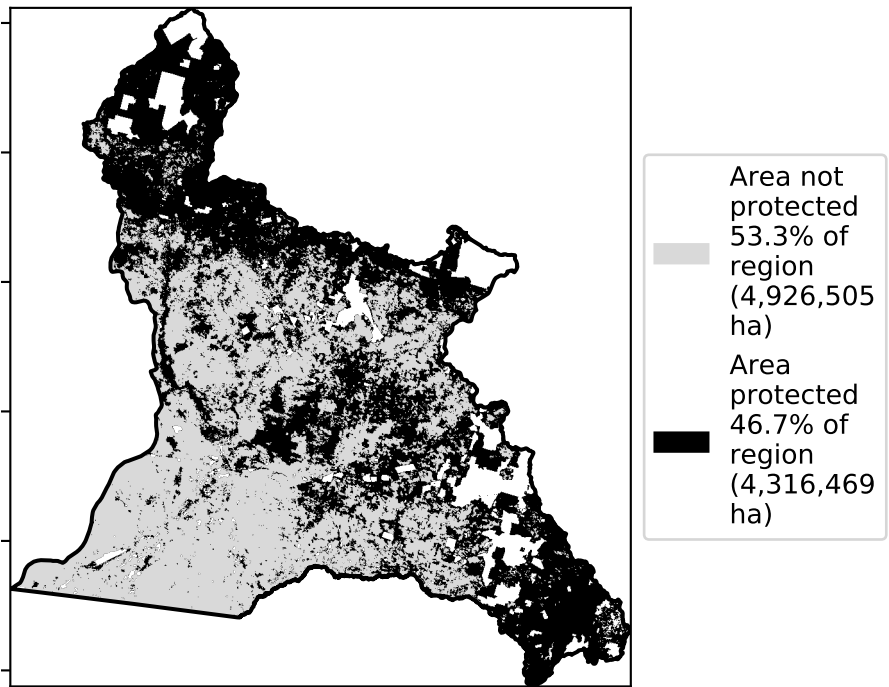 Area not
protected
53.3% of
region
(4,926,505
ha)
Area
protected
46.7% of
region
(4,316,469
ha)